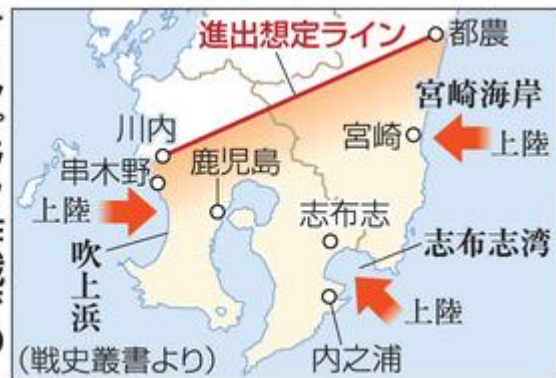 進出想定ライン
都農
宮崎海岸
川内
宮崎
上陸
串木野
鹿児島
上陸
志布志
志布志湾
吹上浜
上陸
内之浦
(戦史叢書より)